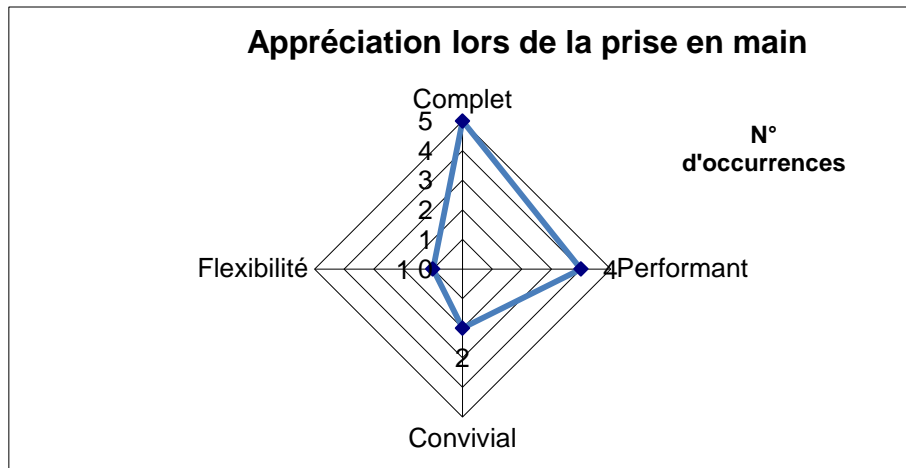 Appréciation lors de la prise en main
Complet
N°
d'occurrences
5
4
3
2
1
Flexibilité
1 0
4 Performant
2
Convivial